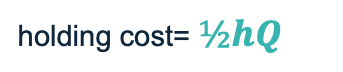 holding cost= ½hQ